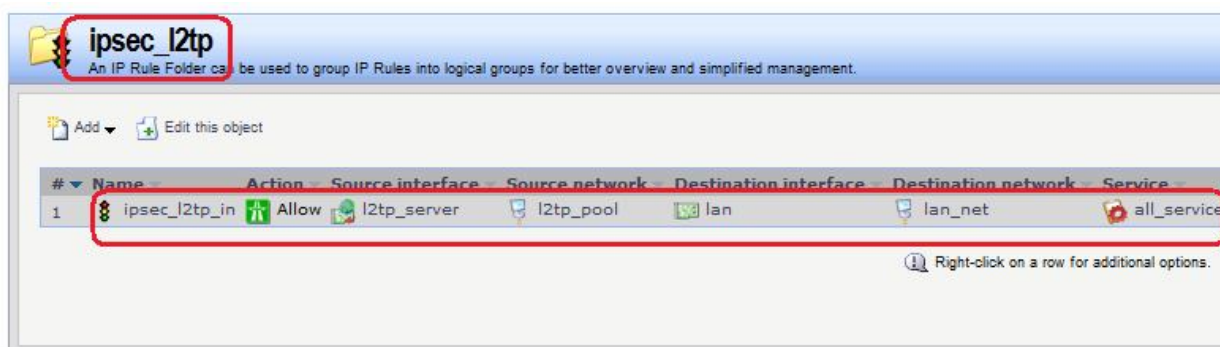 ipsec_l2tp
An IP Rule Folder can be used to group IP Rules into logical groups for better overview and simplified management.
Add Edit this object
# Name Action Source interface Source network Destination interface Destination network Service
1 ipsec_l2tp_in Allow l2tp_server l2tp_pool lan lan_net all_service
Right-click on a row for additional options.